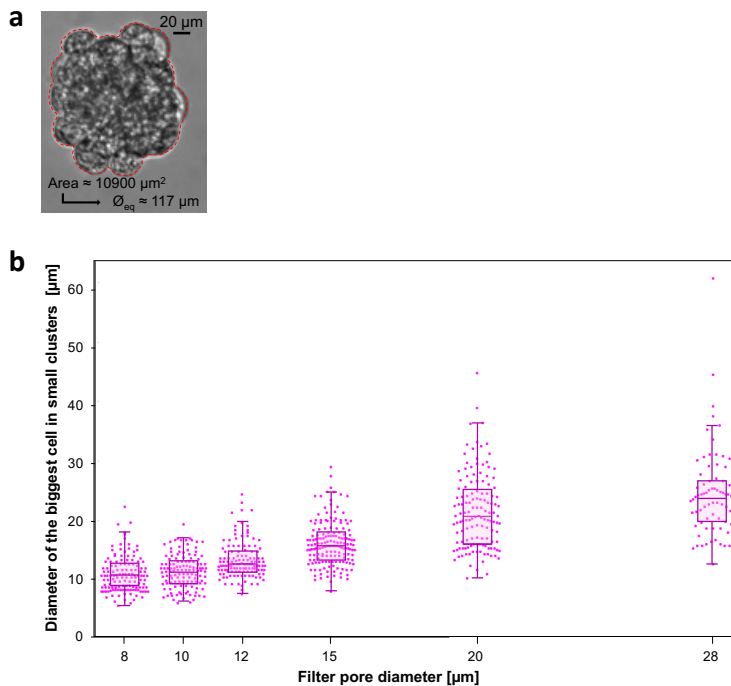 a
20 µm
Area ≈ 10900 µm²
Ø_eq ≈ 117 µm
b
Diameter of the biggest cell in small clusters [µm]
60
50
40
30
20
10
0
8 10 12 15 20 28
Filter pore diameter [µm]